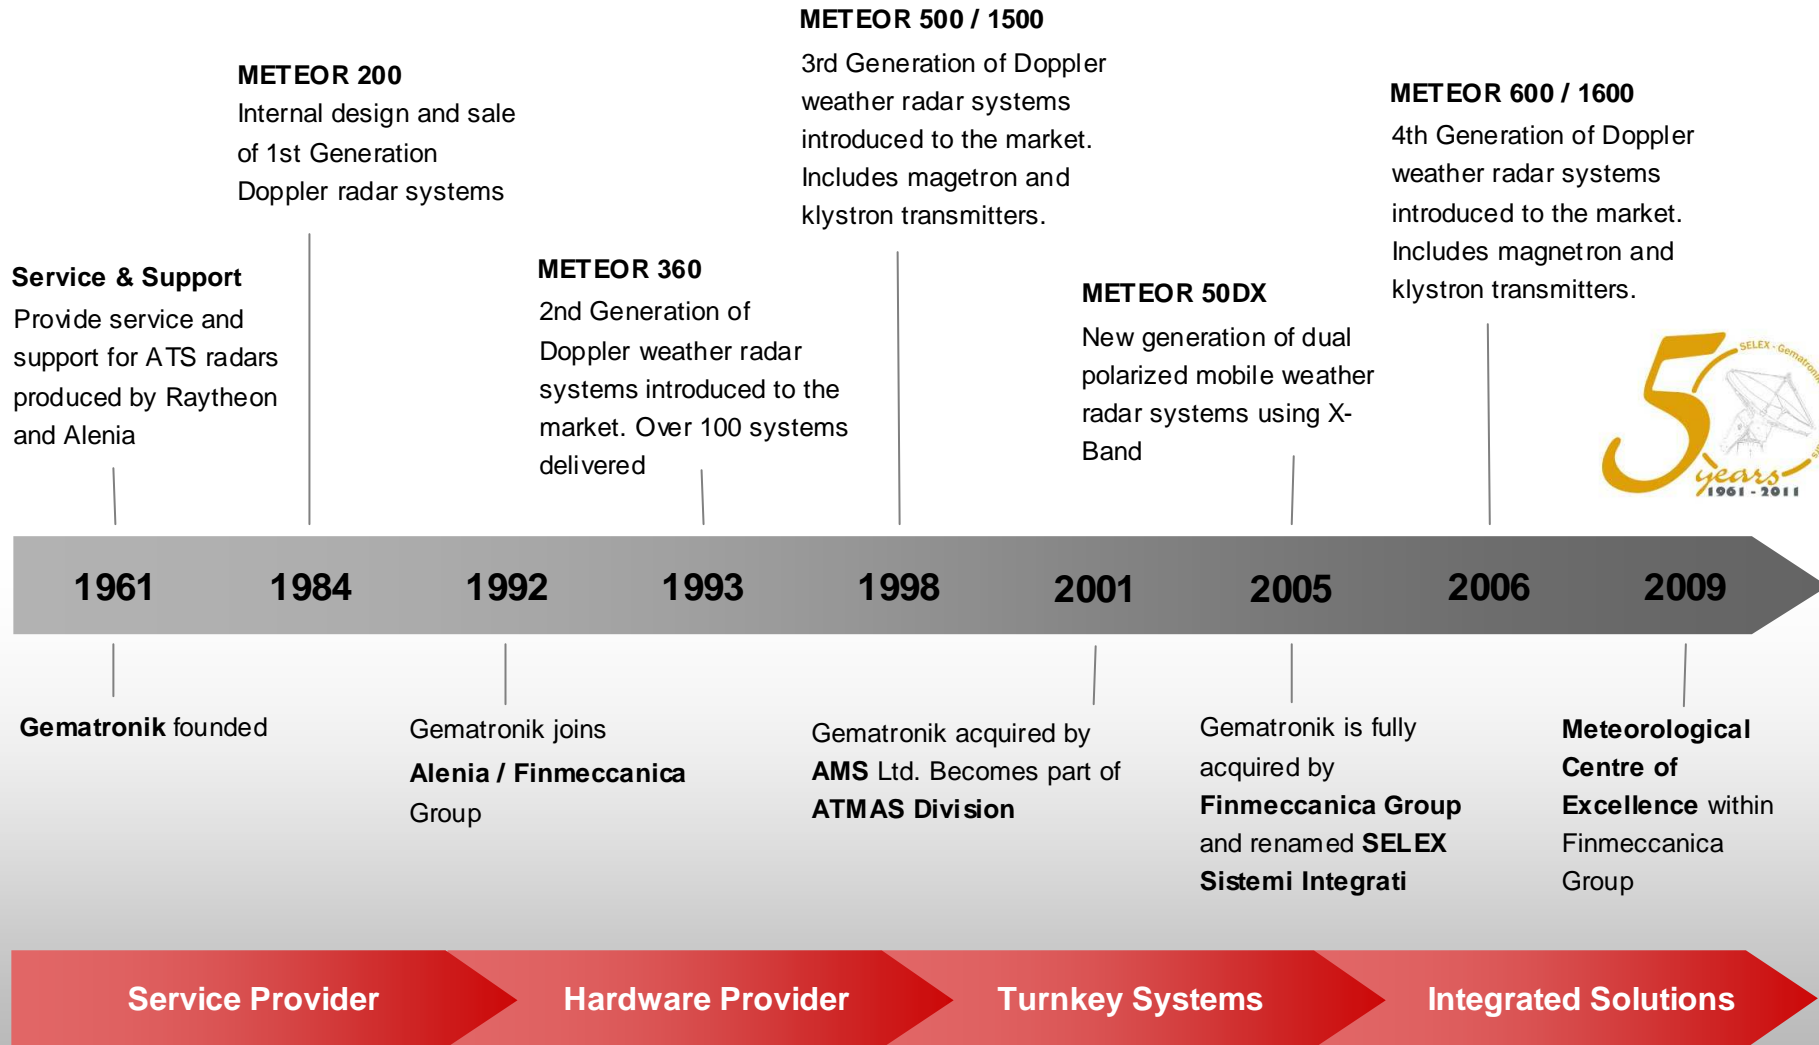 METEOR 500 / 1500
3rd Generation of Doppler
weather radar systems
introduced to the market.
Includes magetron and
klystron transmitters.
METEOR 200
Internal design and sale
of 1st Generation
Doppler radar systems
METEOR 600 / 1600
4th Generation of Doppler
weather radar systems
introduced to the market.
Includes magnetron and
klystron transmitters.
Service & Support
Provide service and
support for ATS radars
produced by Raytheon
and Alenia
METEOR 360
2nd Generation of
Doppler weather radar
systems introduced to the
market. Over 100 systems
delivered
METEOR 50DX
New generation of dual
polarized mobile weather
radar systems using X-
Band
SELEX - Gematronik
50
years
1961 - 2011
1961 1984 1992 1993 1998 2001 2005 2006 2009
Gematronik founded
Gematronik joins
Alenia / Finmeccanica
Group
Gematronik acquired by
AMS Ltd. Becomes part of
ATMAS Division
Gematronik is fully
acquired by
Finmeccanica Group
and renamed SELEX
Sistemi Integrati
Meteorological
Centre of
Excellence within
Finmeccanica
Group
Service Provider
Hardware Provider
Turnkey Systems
Integrated Solutions